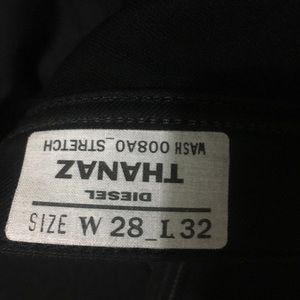 DIESEL
THANAZ
WASH 008A0_STRETCH
SIZE W 28_L 32